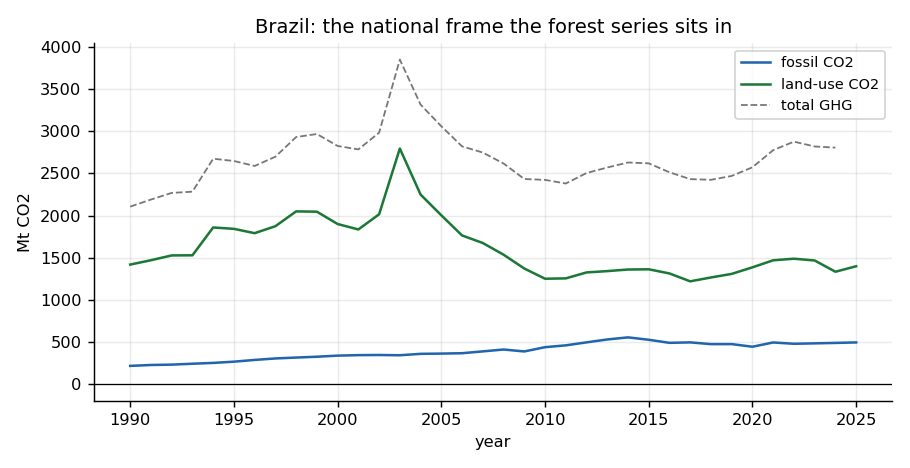 Brazil: the national frame the forest series sits in
4000
3500
3000
2500
2000
1500
1000
500
0
Mt CO2
fossil CO2
land-use CO2
total GHG
1990 1995 2000 2005 2010 2015 2020 2025
year